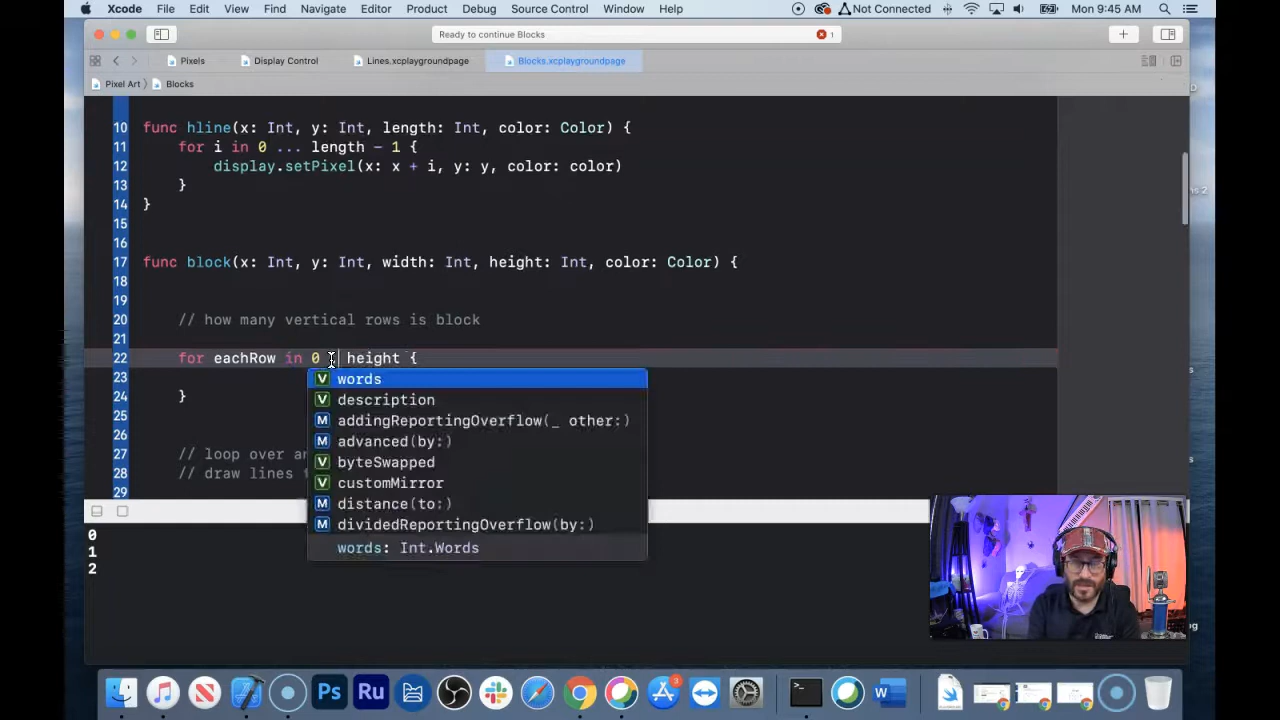 Xcode File Edit View Find Navigate Editor Product Debug Source Control Window Help Not Connected Mon 9:45 AM
Ready to continue Blocks 1
Pixels Display Control Lines.xcplaygroundpage Blocks.xcplaygroundpage
Pixel Art Blocks
10 func hline(x: Int, y: Int, length: Int, color: Color) {
11 for i in 0 ... length - 1 {
12 display.setPixel(x: x + i, y: y, color: color)
13 }
14 }
15
16
17 func block(x: Int, y: Int, width: Int, height: Int, color: Color) {
18
19
20 // how many vertical rows is block
21
22 for eachRow in 0 . height {
23
24 }
25
26
27 // loop over
28 // draw lines
29
V words
V description
M addingReportingOverflow(_ other:)
M advanced(by:)
V byteSwapped
V customMirror
M distance(to:)
M dividedReportingOverflow(by:)
words: Int.Words
0
1
2
Ps Ru 3 W